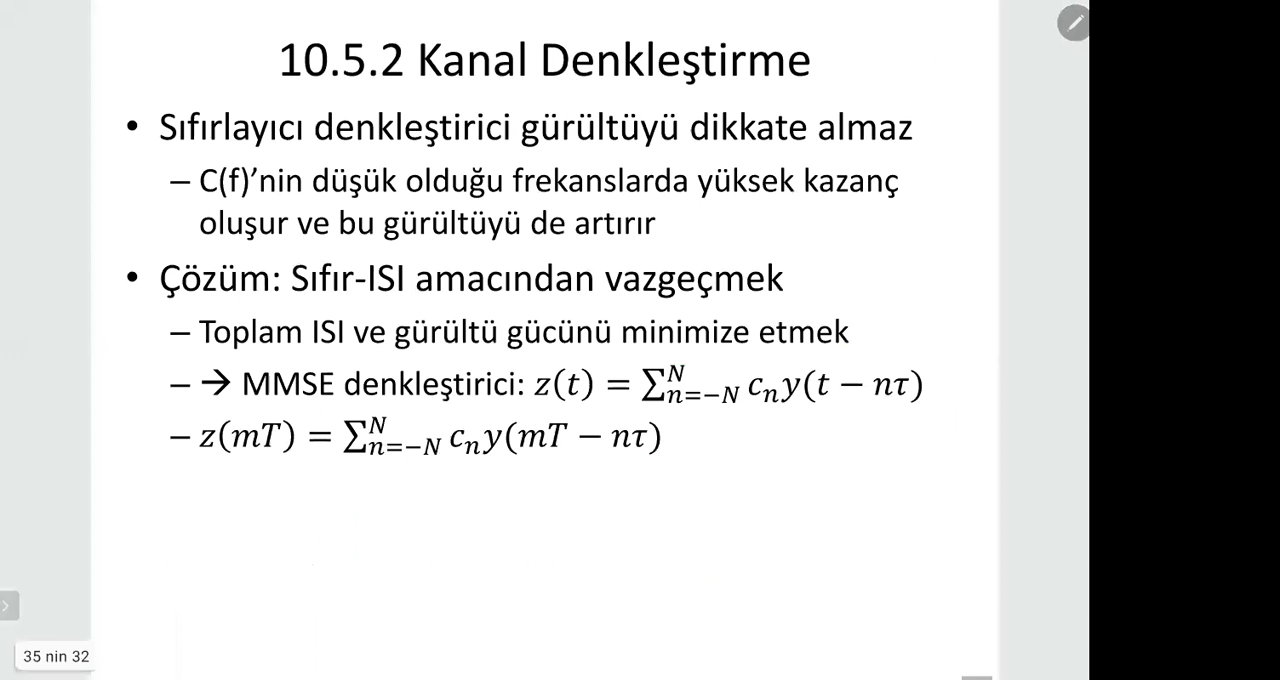 10.5.2 Kanal Denkleştirme
• Sıfırlayıcı denkleştirici gürültüyü dikkate almaz
– C(f)’nin düşük olduğu frekanslarda yüksek kazanç
oluşur ve bu gürültüyü de artırır
• Çözüm: Sıfır-ISI amacından vazgeçmek
– Toplam ISI ve gürültü gücünü minimize etmek
– → MMSE denkleştirici: z(t) = ∑_{n=−N}^{N} c_n y(t − nτ)
– z(mT) = ∑_{n=−N}^{N} c_n y(mT − nτ)
35 nin 32